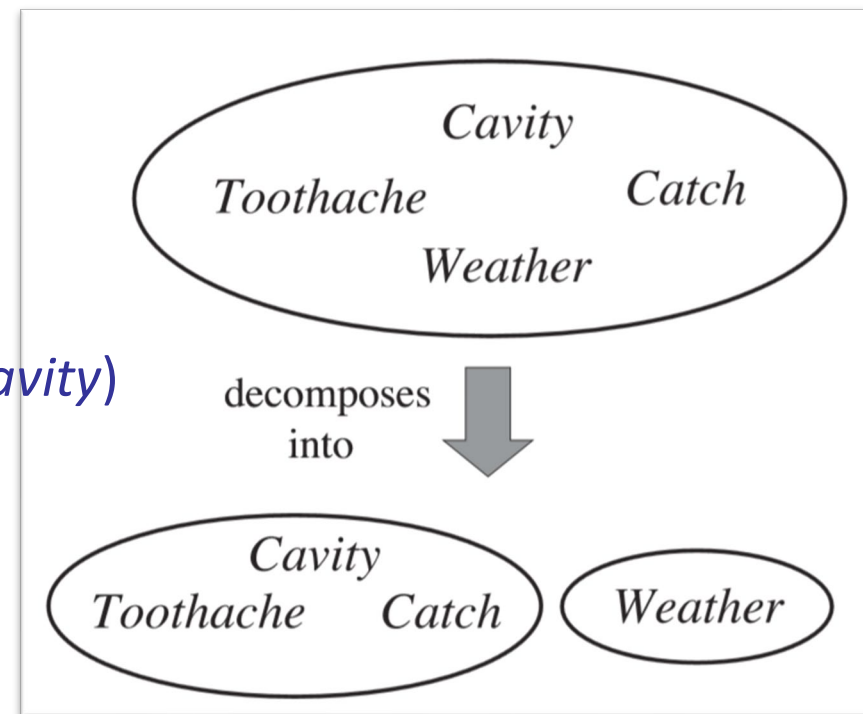 Cavity
Toothache Catch
Weather
avity)
decomposes
into
Cavity
Toothache Catch Weather